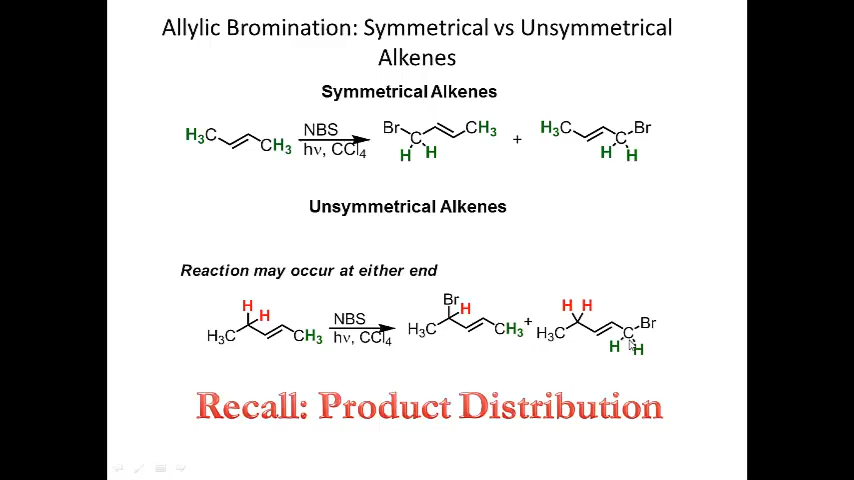 Allylic Bromination: Symmetrical vs Unsymmetrical
Alkenes
Symmetrical Alkenes
H3C CH3 NBS hν, CCl4 Br C H H CH3 + H3C C Br H H
Unsymmetrical Alkenes
Reaction may occur at either end
H3C H H CH3 NBS hν, CCl4 H3C Br H CH3 + H3C H H C Br H H
Recall: Product Distribution